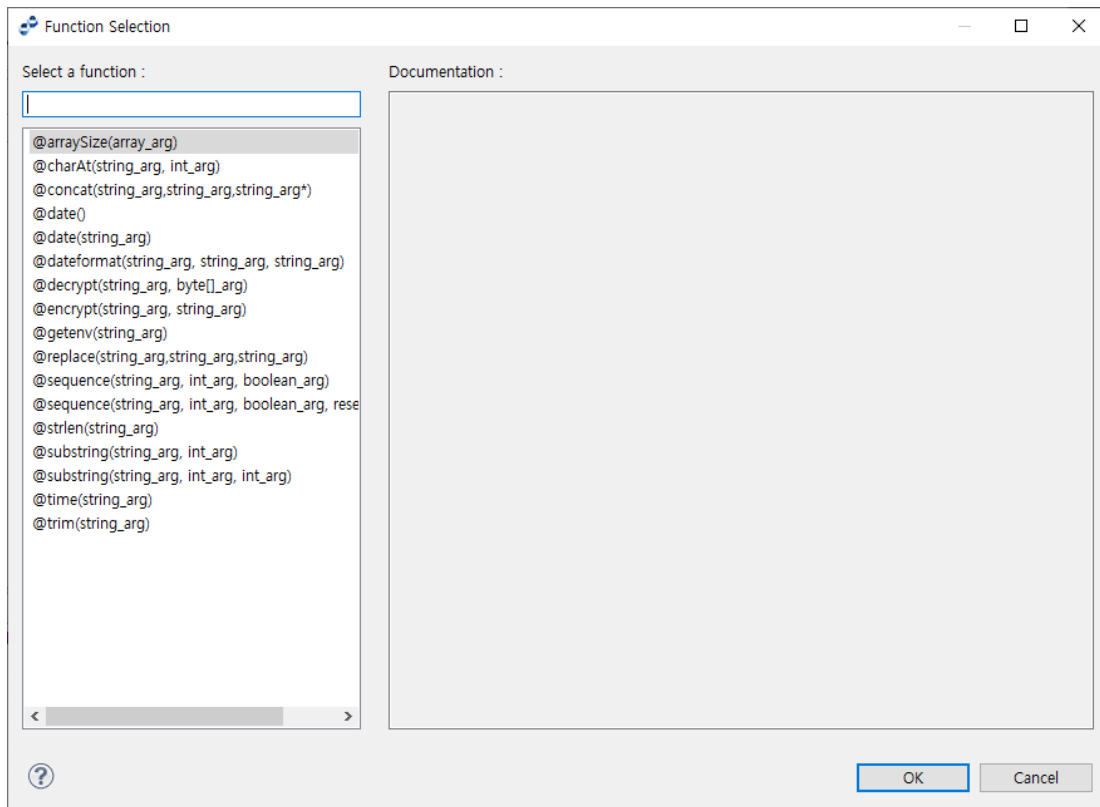 Function Selection
Select a function :
Documentation :
@arraySize(array_arg)
@charAt(string_arg, int_arg)
@concat(string_arg,string_arg,string_arg*)
@date()
@date(string_arg)
@dateformat(string_arg, string_arg, string_arg)
@decrypt(string_arg, byte[]_arg)
@encrypt(string_arg, string_arg)
@getenv(string_arg)
@replace(string_arg,string_arg,string_arg)
@sequence(string_arg, int_arg, boolean_arg)
@sequence(string_arg, int_arg, boolean_arg, rese
@strlen(string_arg)
@substring(string_arg, int_arg)
@substring(string_arg, int_arg, int_arg)
@time(string_arg)
@trim(string_arg)
OK
Cancel